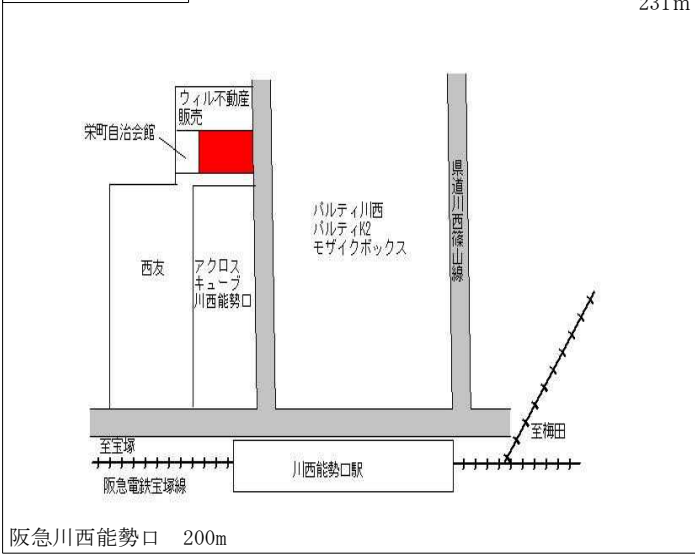 231m
ウィル不動産
販売
栄町自治会館
県道川西篠山線
パルティ川西
パルティK2
モザイクボックス
西友
アクロス
キューブ
川西能勢口
至梅田
至宝塚
川西能勢口駅
阪急電鉄宝塚線
阪急川西能勢口　200m